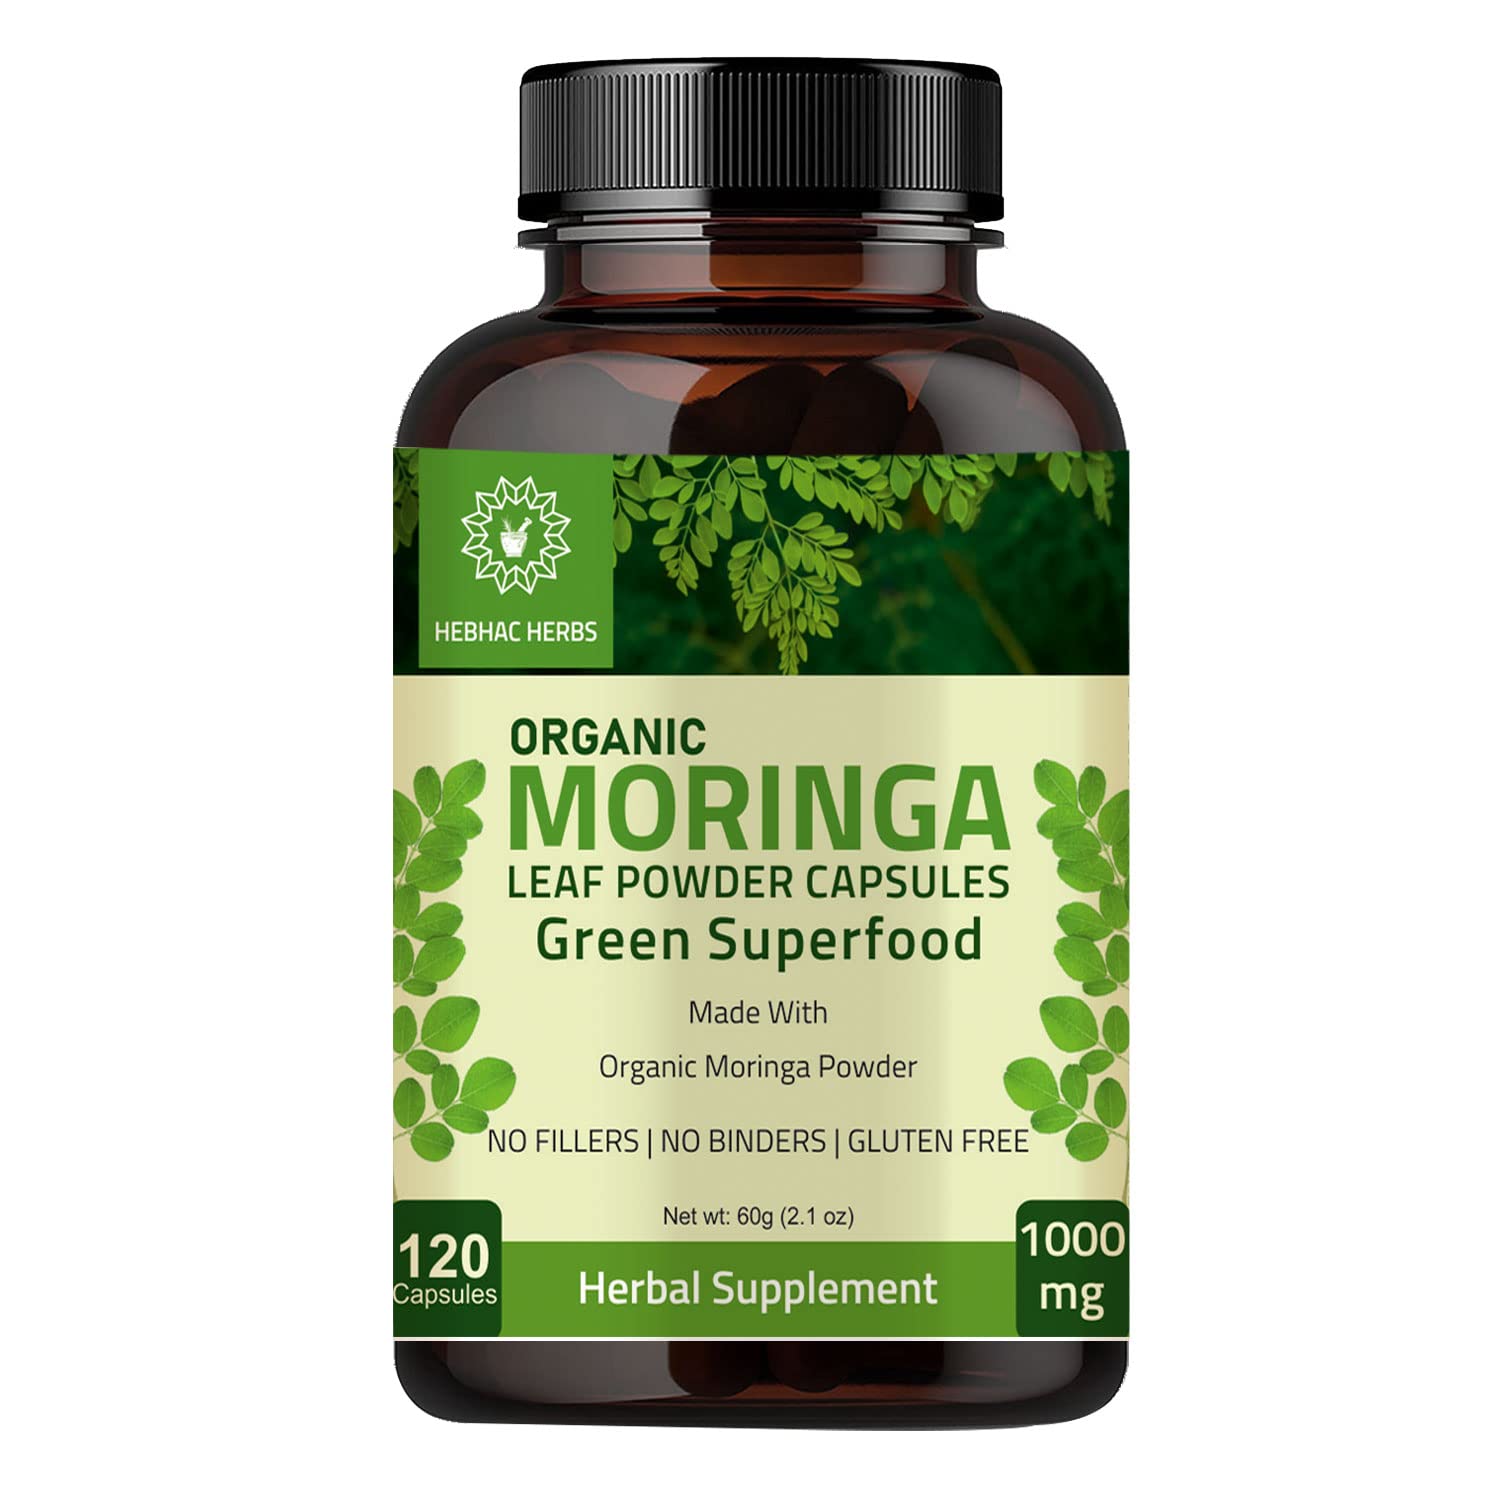 HEBHAC HERBS
ORGANIC
MORINGA
LEAF POWDER CAPSULES
Green Superfood
Made With
Organic Moringa Powder
NO FILLERS | NO BINDERS | GLUTEN FREE
Net wt: 60g (2.1 oz)
120
Capsules
Herbal Supplement
1000
mg